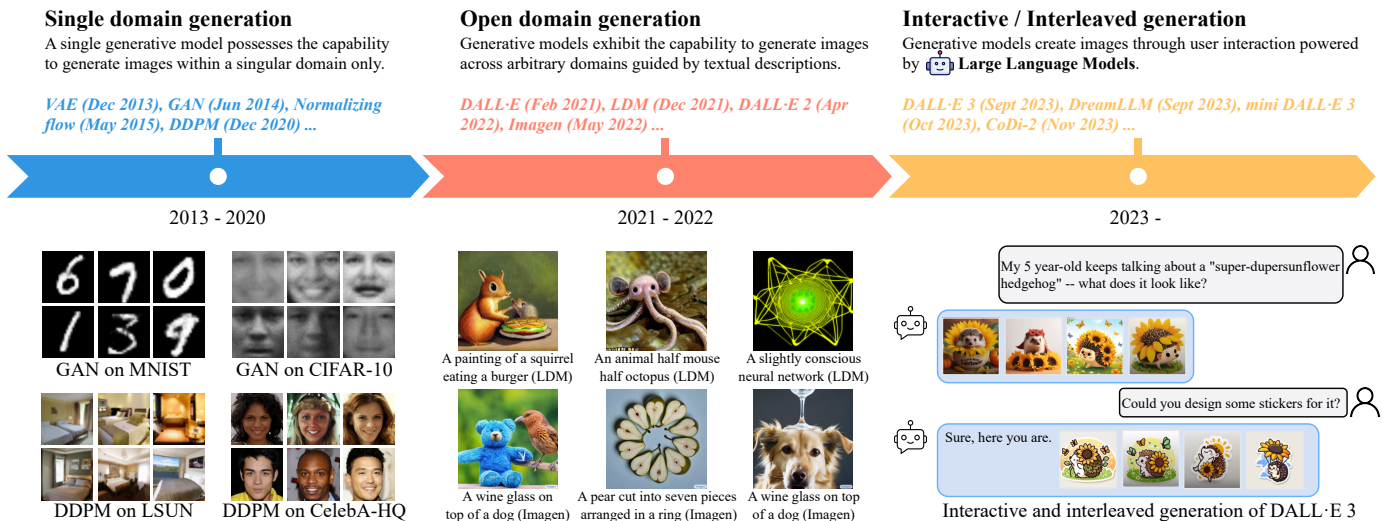 Single domain generation
A single generative model possesses the capability
to generate images within a singular domain only.
VAE (Dec 2013), GAN (Jun 2014), Normalizing
flow (May 2015), DDPM (Dec 2020) ...
2013 - 2020
GAN on MNIST
GAN on CIFAR-10
DDPM on LSUN
DDPM on CelebA-HQ
Open domain generation
Generative models exhibit the capability to generate images
across arbitrary domains guided by textual descriptions.
DALL·E (Feb 2021), LDM (Dec 2021), DALL·E 2 (Apr
2022), Imagen (May 2022) ...
2021 - 2022
A painting of a squirrel
eating a burger (LDM)
An animal half mouse
half octopus (LDM)
A slightly conscious
neural network (LDM)
A wine glass on
top of a dog (Imagen)
A pear cut into seven pieces
arranged in a ring (Imagen)
A wine glass on top
of a dog (Imagen)
Interactive / Interleaved generation
Generative models create images through user interaction powered
by Large Language Models.
DALL·E 3 (Sept 2023), DreamLLM (Sept 2023), mini DALL·E 3
(Oct 2023), CoDi-2 (Nov 2023) ...
2023 -
My 5 year-old keeps talking about a "super-dupersunflower
hedgehog" -- what does it look like?
Could you design some stickers for it?
Sure, here you are.
Interactive and interleaved generation of DALL·E 3